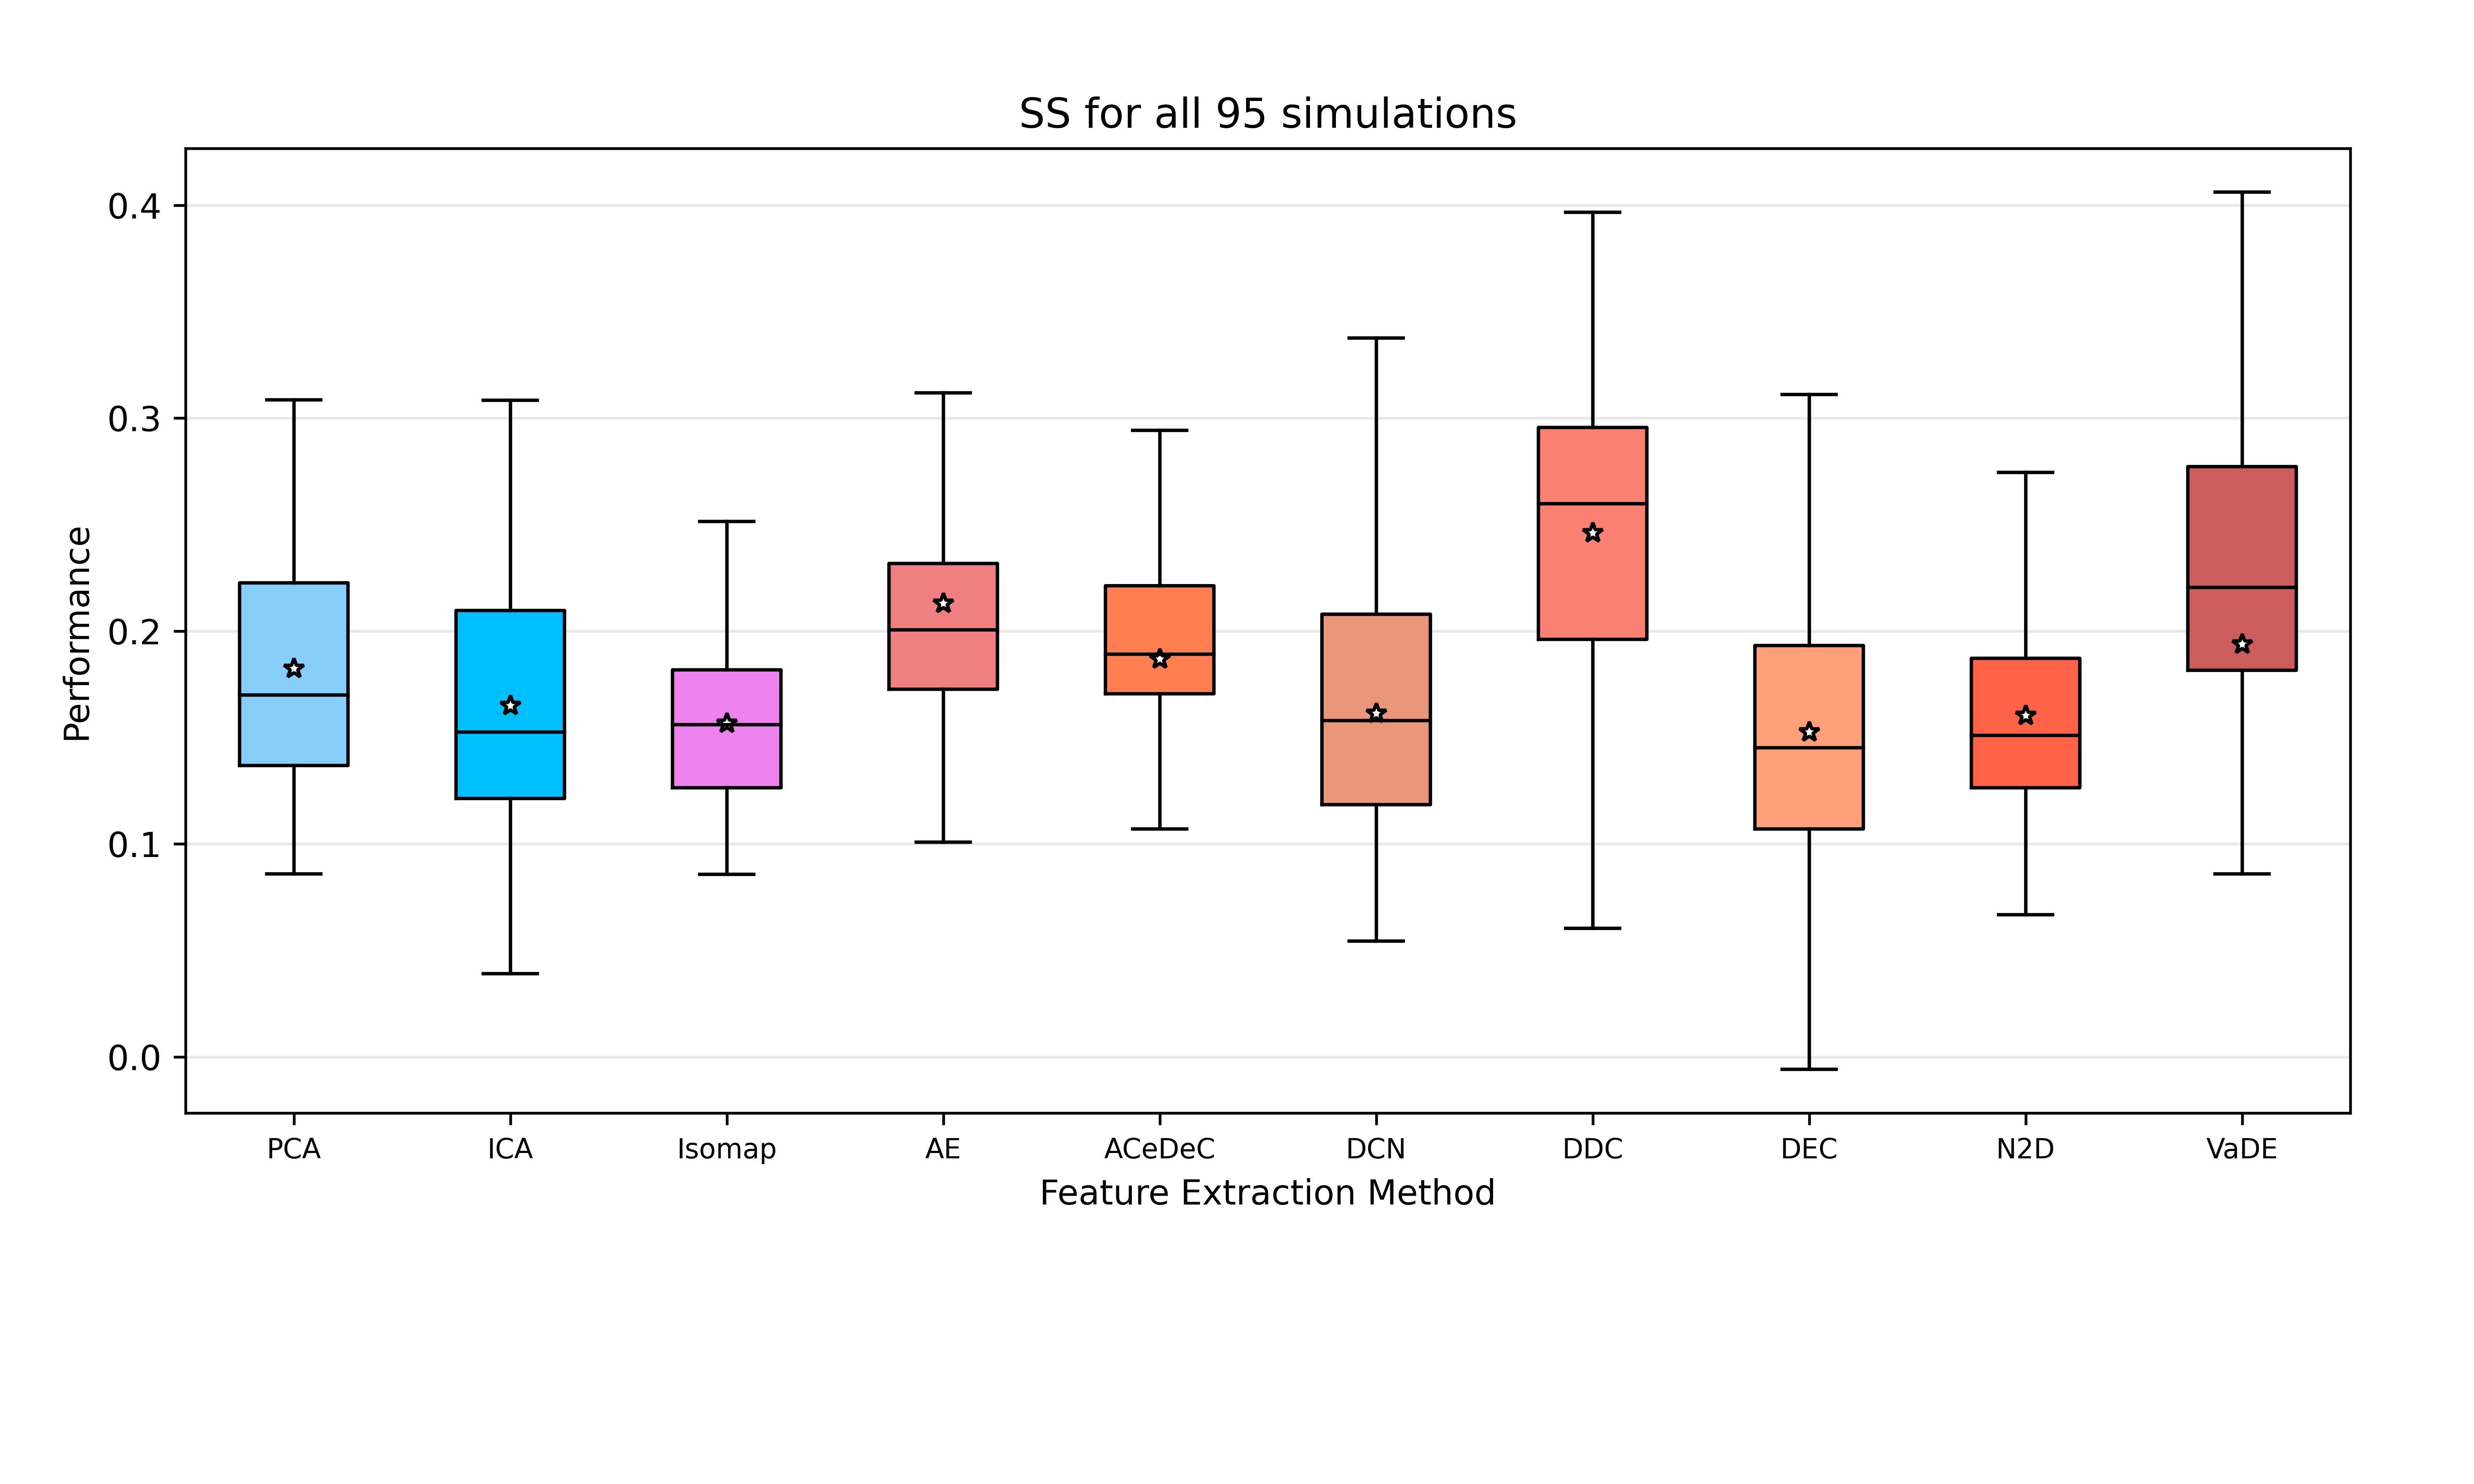 SS for all 95 simulations
Performance
0.4
0.3
0.2
0.1
0.0
PCA ICA Isomap AE ACeDeC DCN DDC DEC N2D VaDE
Feature Extraction Method